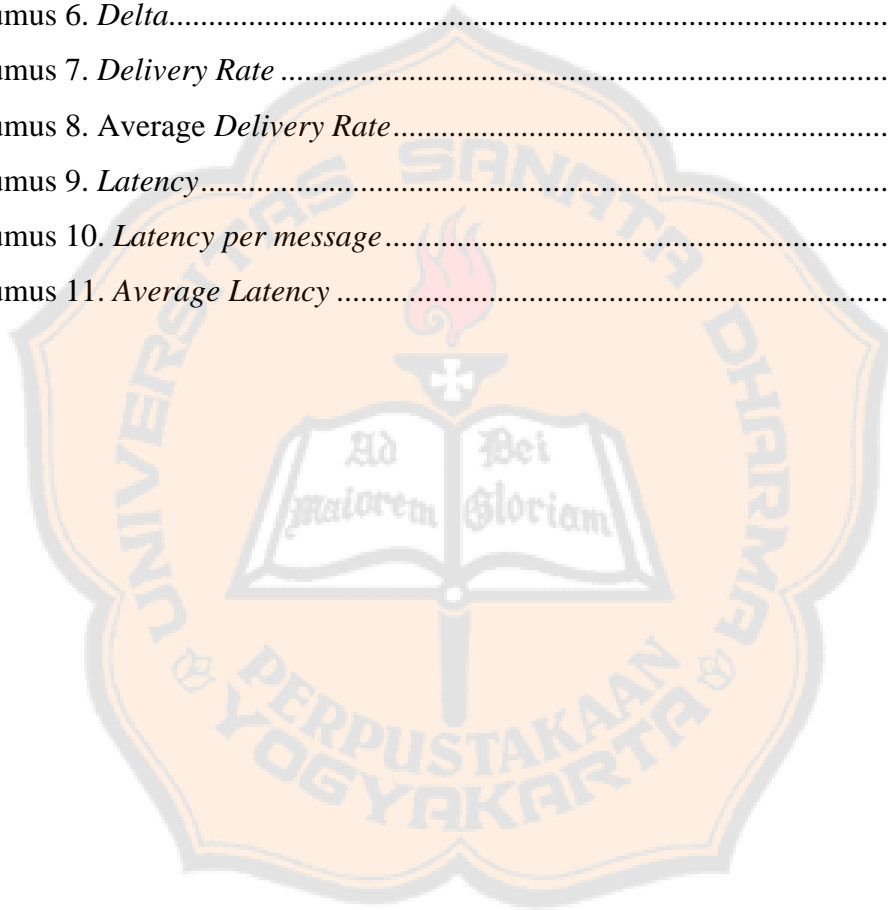 umus 6. Delta..........................................................................................
umus 7. Delivery Rate .........................................................................
umus 8. Average Delivery Rate..............................................................
umus 9. Latency......................................................................................
umus 10. Latency per message...............................................................
umus 11. Average Latency .....................................................................
UNIVERSITAS SANATA DHARMA
Ad Dei
maiorem Gloriam
PERPUSTAKAAN
YOGYAKARTA